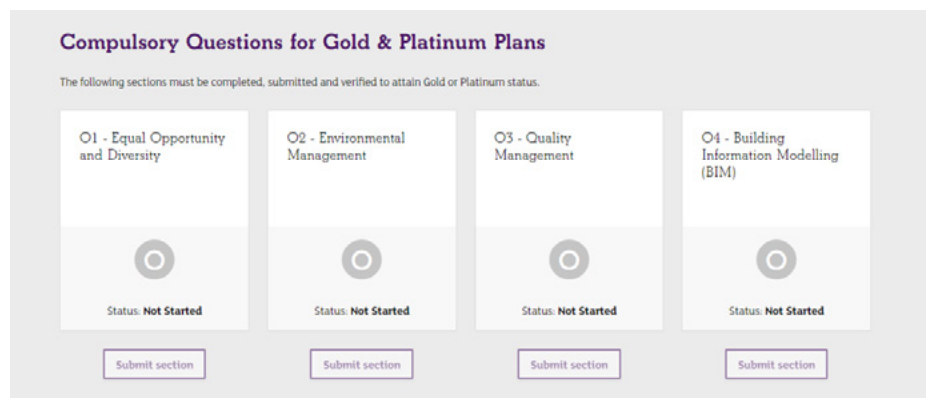 Compulsory Questions for Gold & Platinum Plans
The following sections must be completed, submitted and verified to attain Gold or Platinum status.
O1 - Equal Opportunity
and Diversity
O2 - Environmental
Management
O3 - Quality
Management
O4 - Building
Information Modelling
(BIM)
Status: Not Started
Status: Not Started
Status: Not Started
Status: Not Started
Submit section
Submit section
Submit section
Submit section